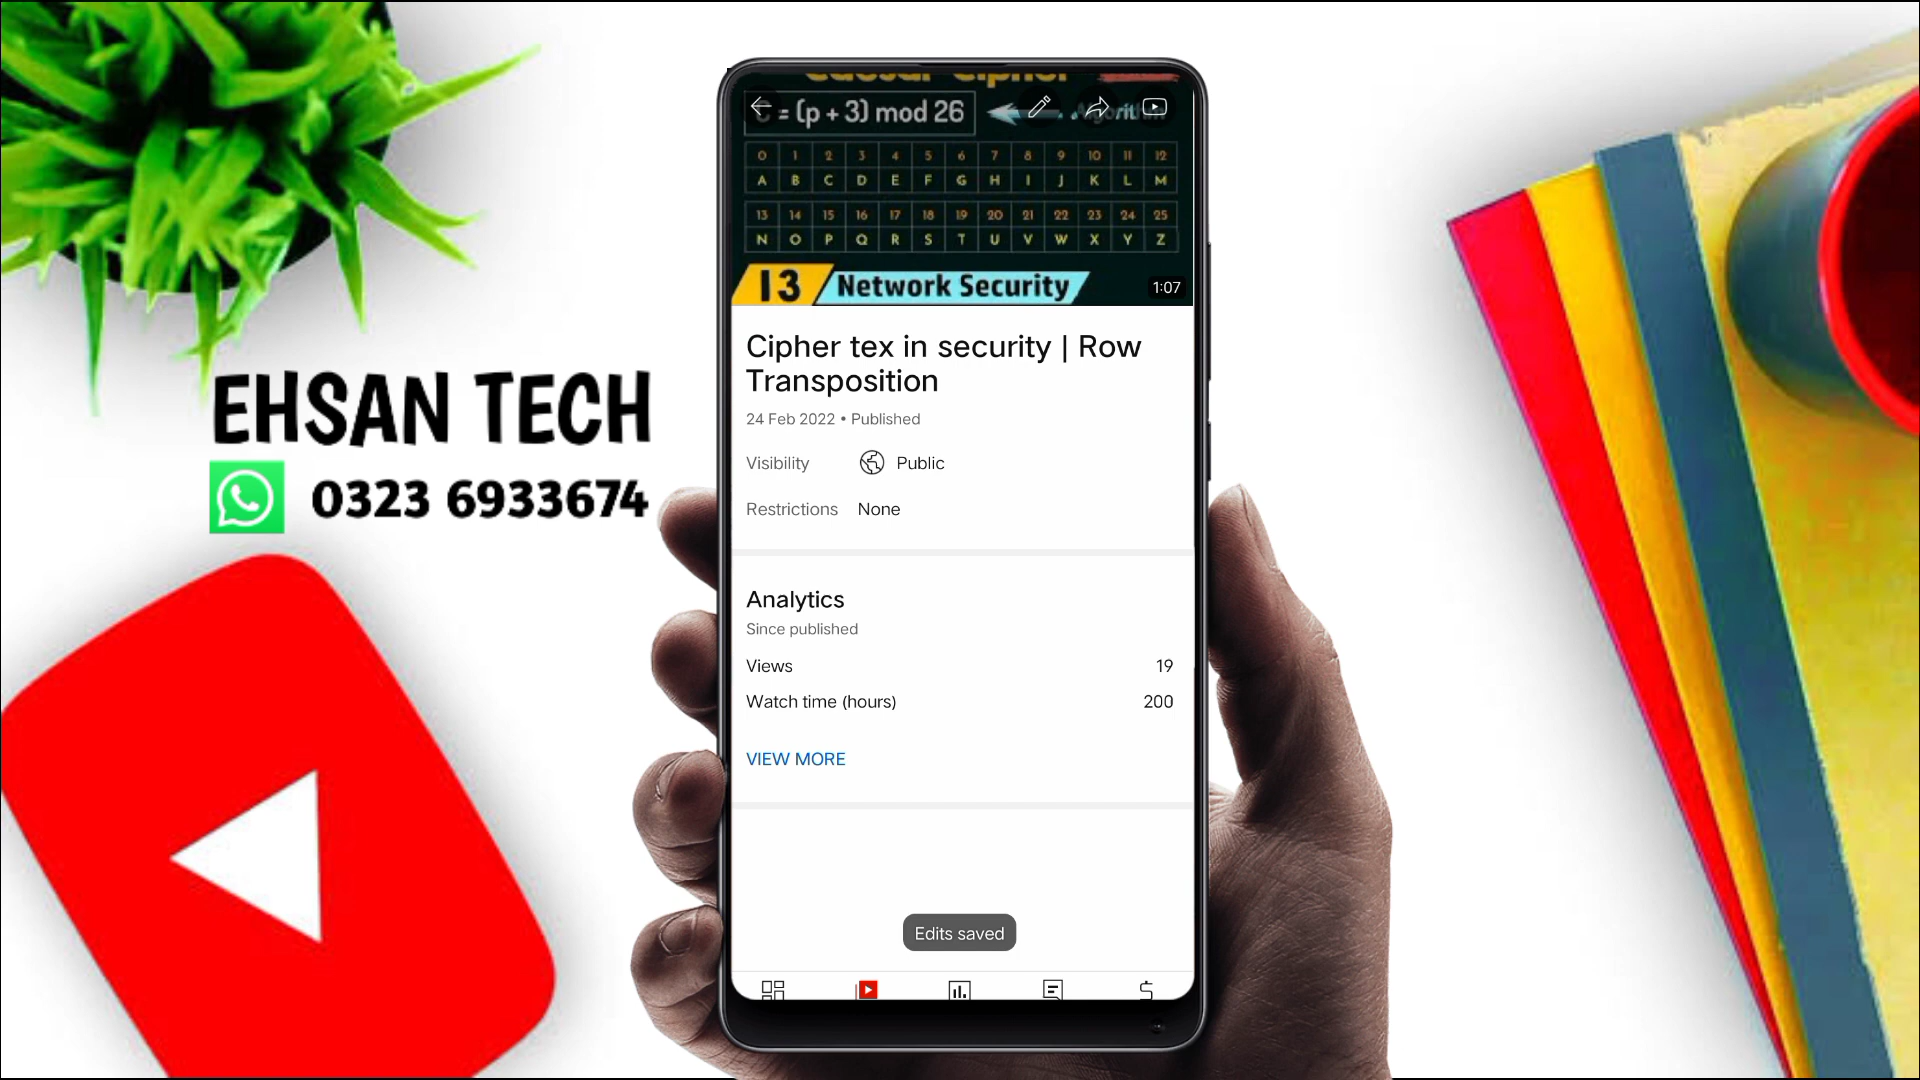 Caesar Cipher
= (p + 3) mod 26
0 1 2 3 4 5 6 7 8 9 10 11 12
A B C D E F G H I J K L M
13 14 15 16 17 18 19 20 21 22 23 24 25
N O P Q R S T U V W X Y Z
13 Network Security
1:07
Cipher tex in security | Row
Transposition
24 Feb 2022 • Published
Visibility Public
Restrictions None
Analytics
Since published
Views 19
Watch time (hours) 200
VIEW MORE
Edits saved
EHSAN TECH
0323 6933674